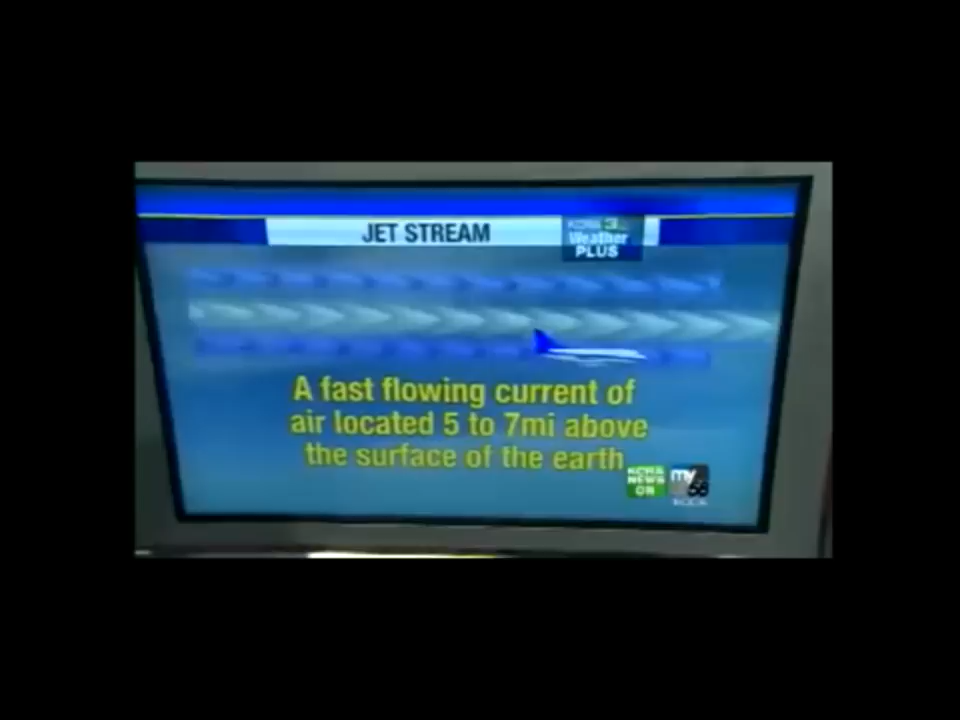 JET STREAM
KCRA 3
Weather
PLUS
A fast flowing current of
air located 5 to 7mi above
the surface of the earth
KCRA
NEWS
ON
my
58